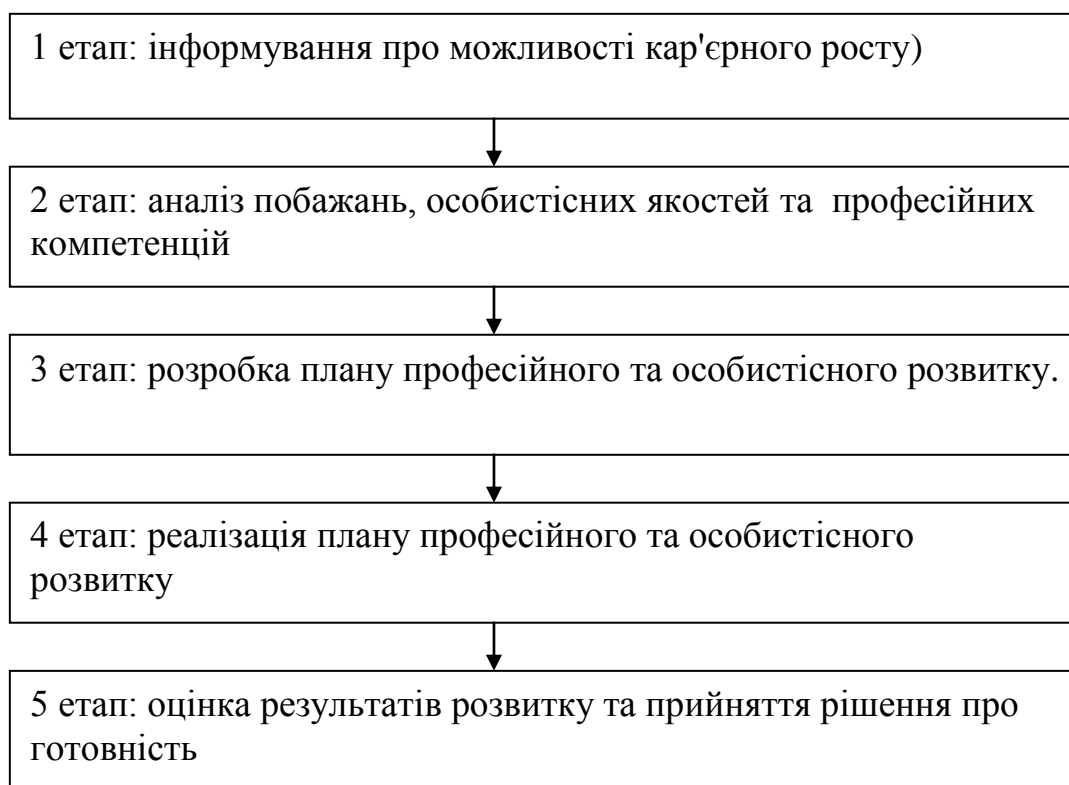 1 етап: інформування про можливості кар'єрного росту)
2 етап: аналіз побажань, особистісних якостей та професійних
компетенцій
3 етап: розробка плану професійного та особистісного розвитку.
4 етап: реалізація плану професійного та особистісного
розвитку
5 етап: оцінка результатів розвитку та прийняття рішення про
готовність